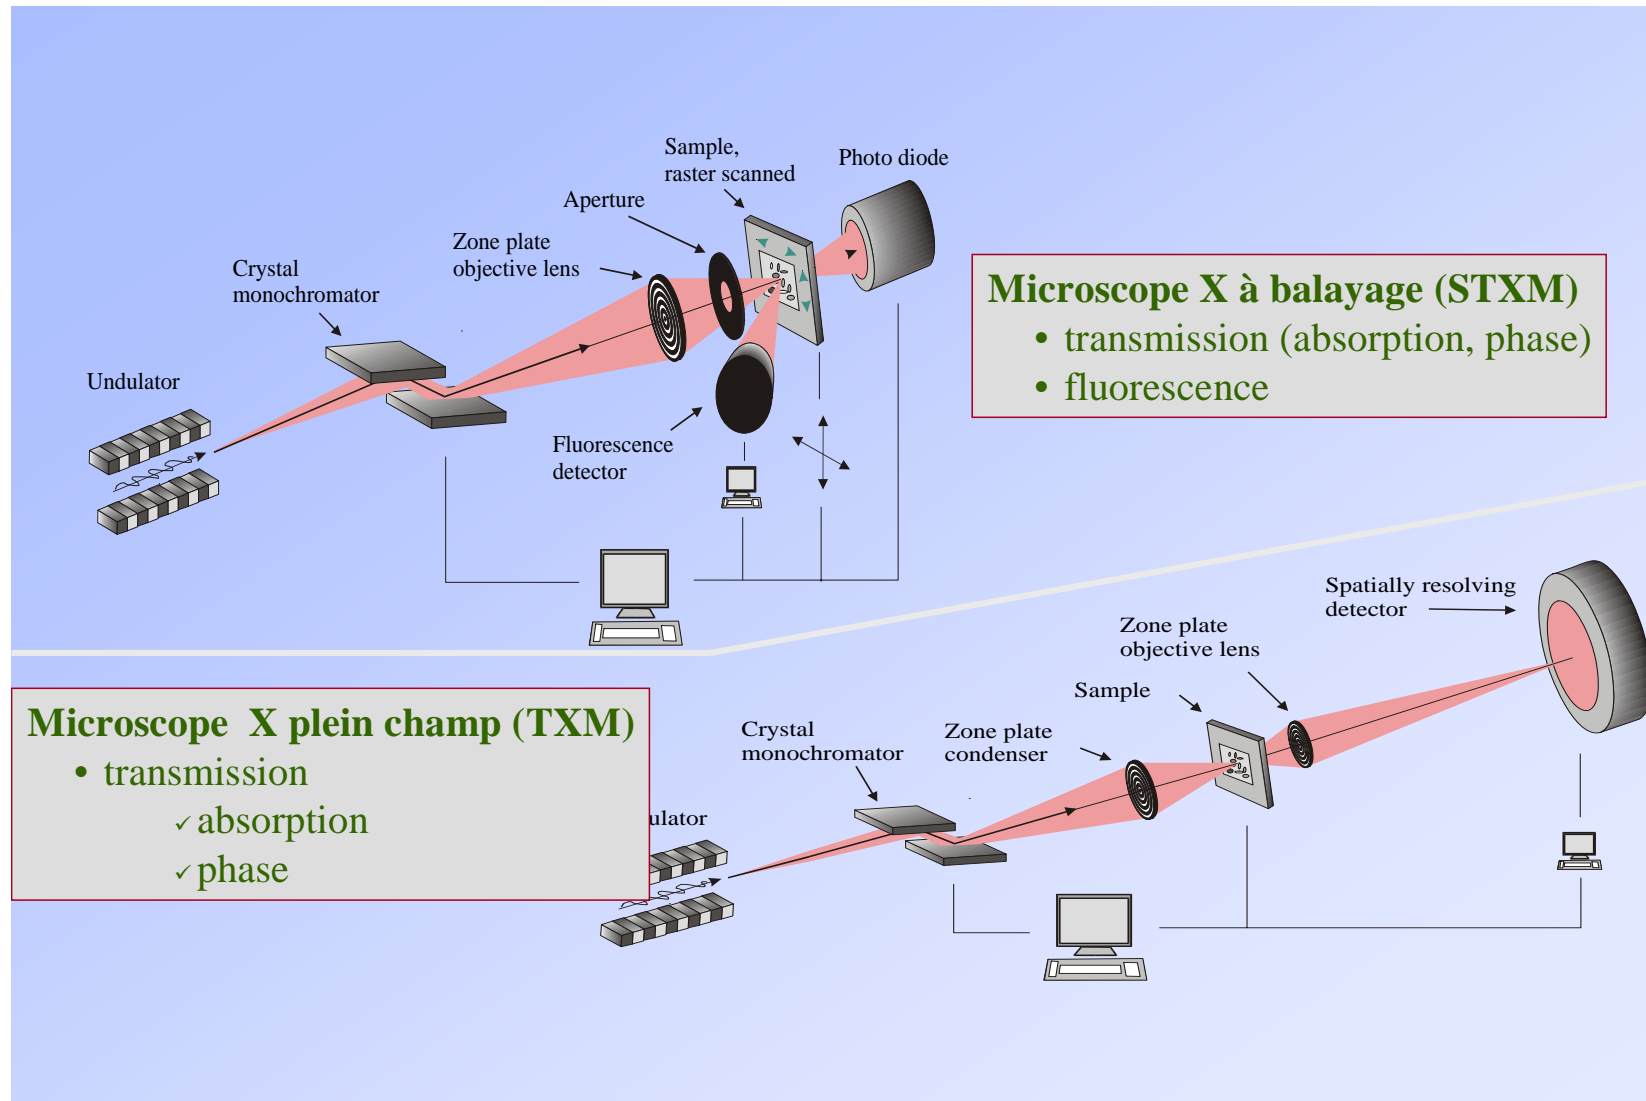 Sample,
raster scanned
Photo diode
Aperture
Zone plate
objective lens
Crystal
monochromator
Undulator
Fluorescence
detector
Microscope X à balayage (STXM)
• transmission (absorption, phase)
• fluorescence
Spatially resolving
detector
Zone plate
objective lens
Sample
Zone plate
condenser
Crystal
monochromator
ulator
Microscope X plein champ (TXM)
• transmission
✓ absorption
✓ phase